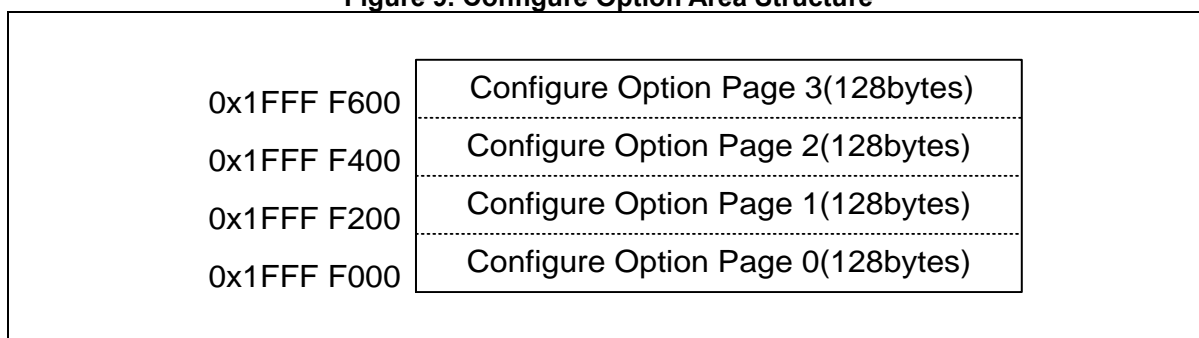 Figure 9. Configure Option Area Structure
Configure Option Page 3(128bytes)
0x1FFF F600
Configure Option Page 2(128bytes)
0x1FFF F400
Configure Option Page 1(128bytes)
0x1FFF F200
Configure Option Page 0(128bytes)
0x1FFF F000